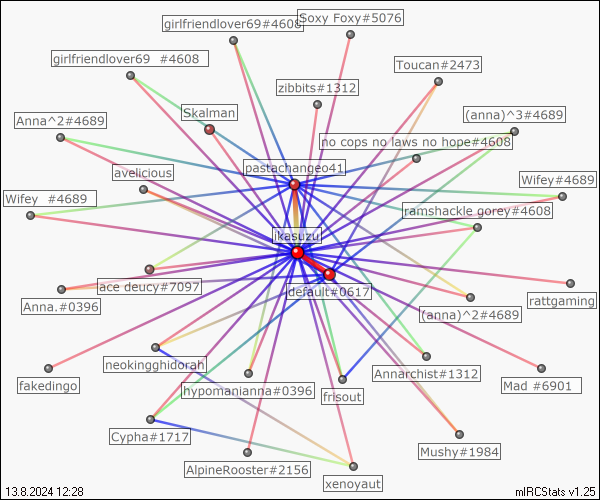 Soxy Foxy#5076
girlfriendlover69#4608
girlfriendlover69 #4608
Toucan#2473
zibbits#1312
Skalman
Anna^2#4689
(anna)^3#4689
no cops no laws no hope#4608
pastachangeo41
avelicious
Wifey#4689
Wifey #4689
ramshackle gorey#4608
ikasuzu
ace deucy#7097
default#0617
Anna.#0396
rattgaming
(anna)^2#4689
neokingghidorah
Annarchist#1312
fakedingo
hypomanianna#0396
Mad #6901
frisout
Cypha#1717
Mushy#1984
AlpineRooster#2156
xenoyaut
13.8.2024 12:28
mIRCStats v1.25